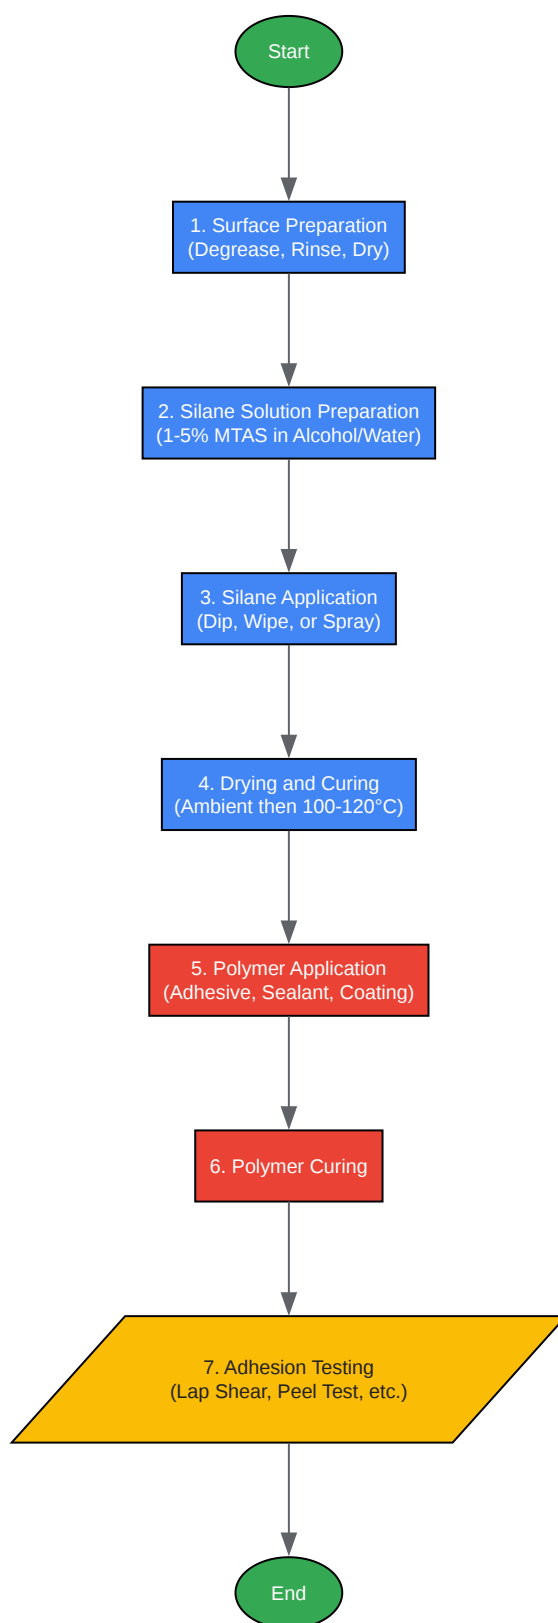 Start
1. Surface Preparation
(Degrease, Rinse, Dry)
2. Silane Solution Preparation
(1-5% MTAS in Alcohol/Water)
3. Silane Application
(Dip, Wipe, or Spray)
4. Drying and Curing
(Ambient then 100-120°C)
5. Polymer Application
(Adhesive, Sealant, Coating)
6. Polymer Curing
7. Adhesion Testing
(Lap Shear, Peel Test, etc.)
End